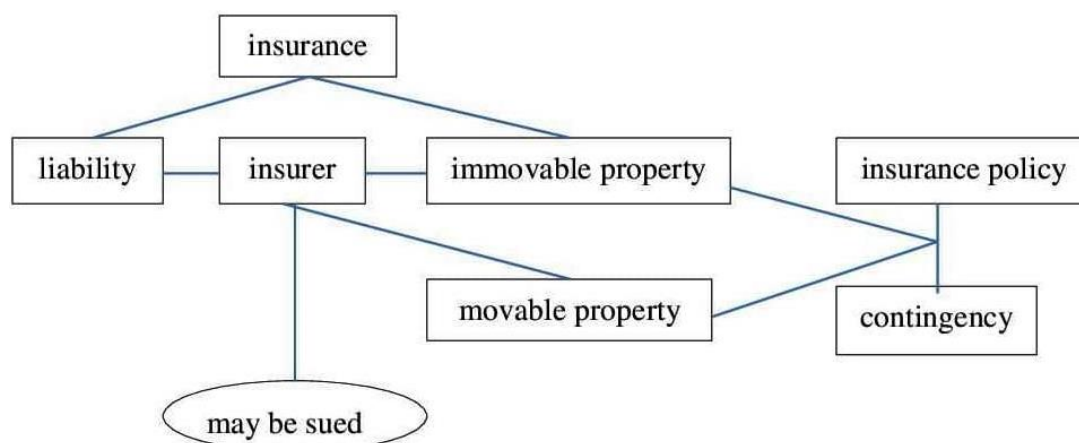 insurance
liability
insurer
immovable property
insurance policy
movable property
contingency
may be sued